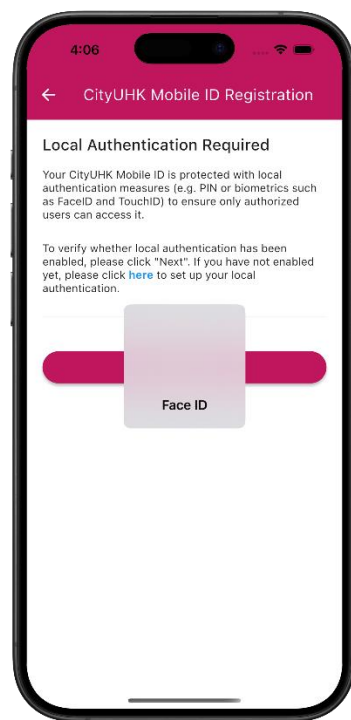 4:06
CityUHK Mobile ID Registration
Local Authentication Required
Your CityUHK Mobile ID is protected with local
authentication measures (e.g. PIN or biometrics such
as FaceID and TouchID) to ensure only authorized
users can access it.
To verify whether local authentication has been
enabled, please click "Next". If you have not enabled
yet, please click here to set up your local
authentication.
Face ID